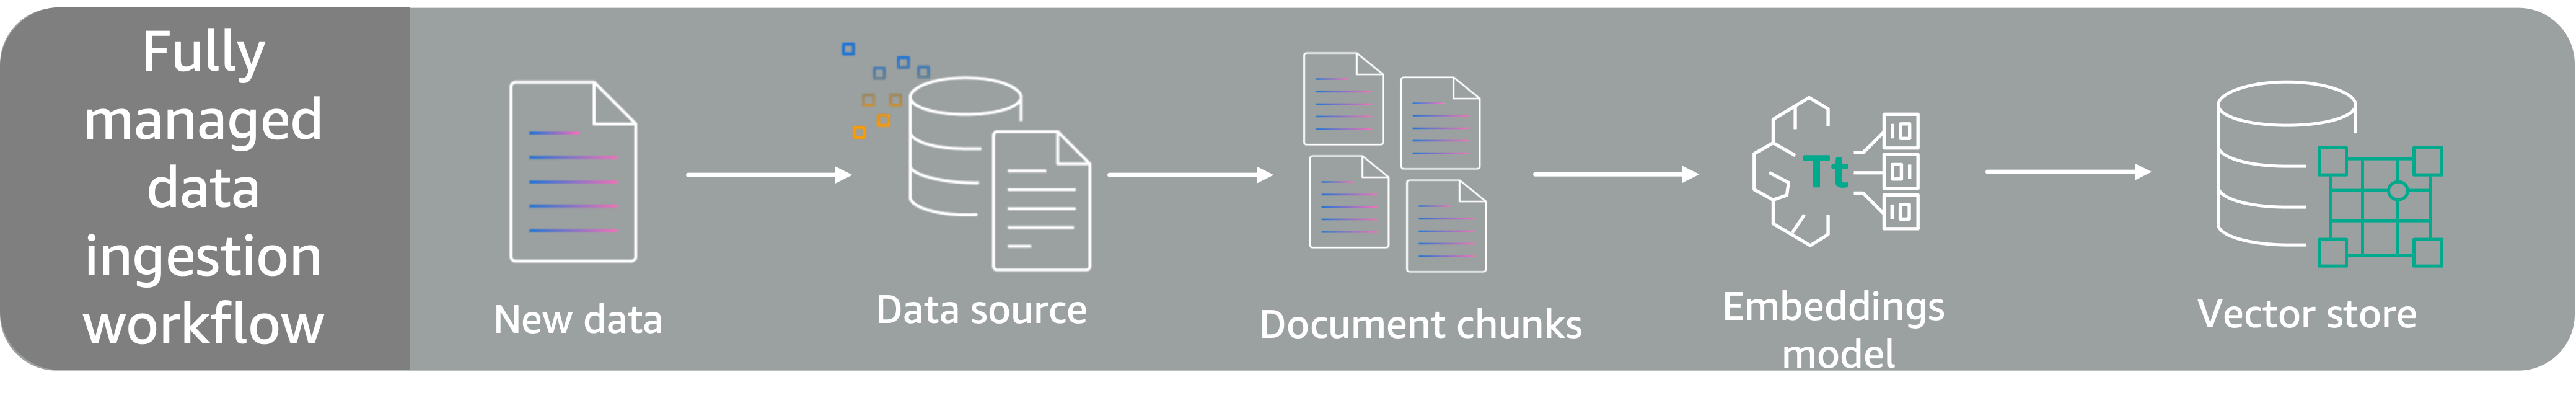 Fully
managed
data
ingestion
workflow
New data
Data source
Document chunks
Tt
Embeddings
model
Vector store